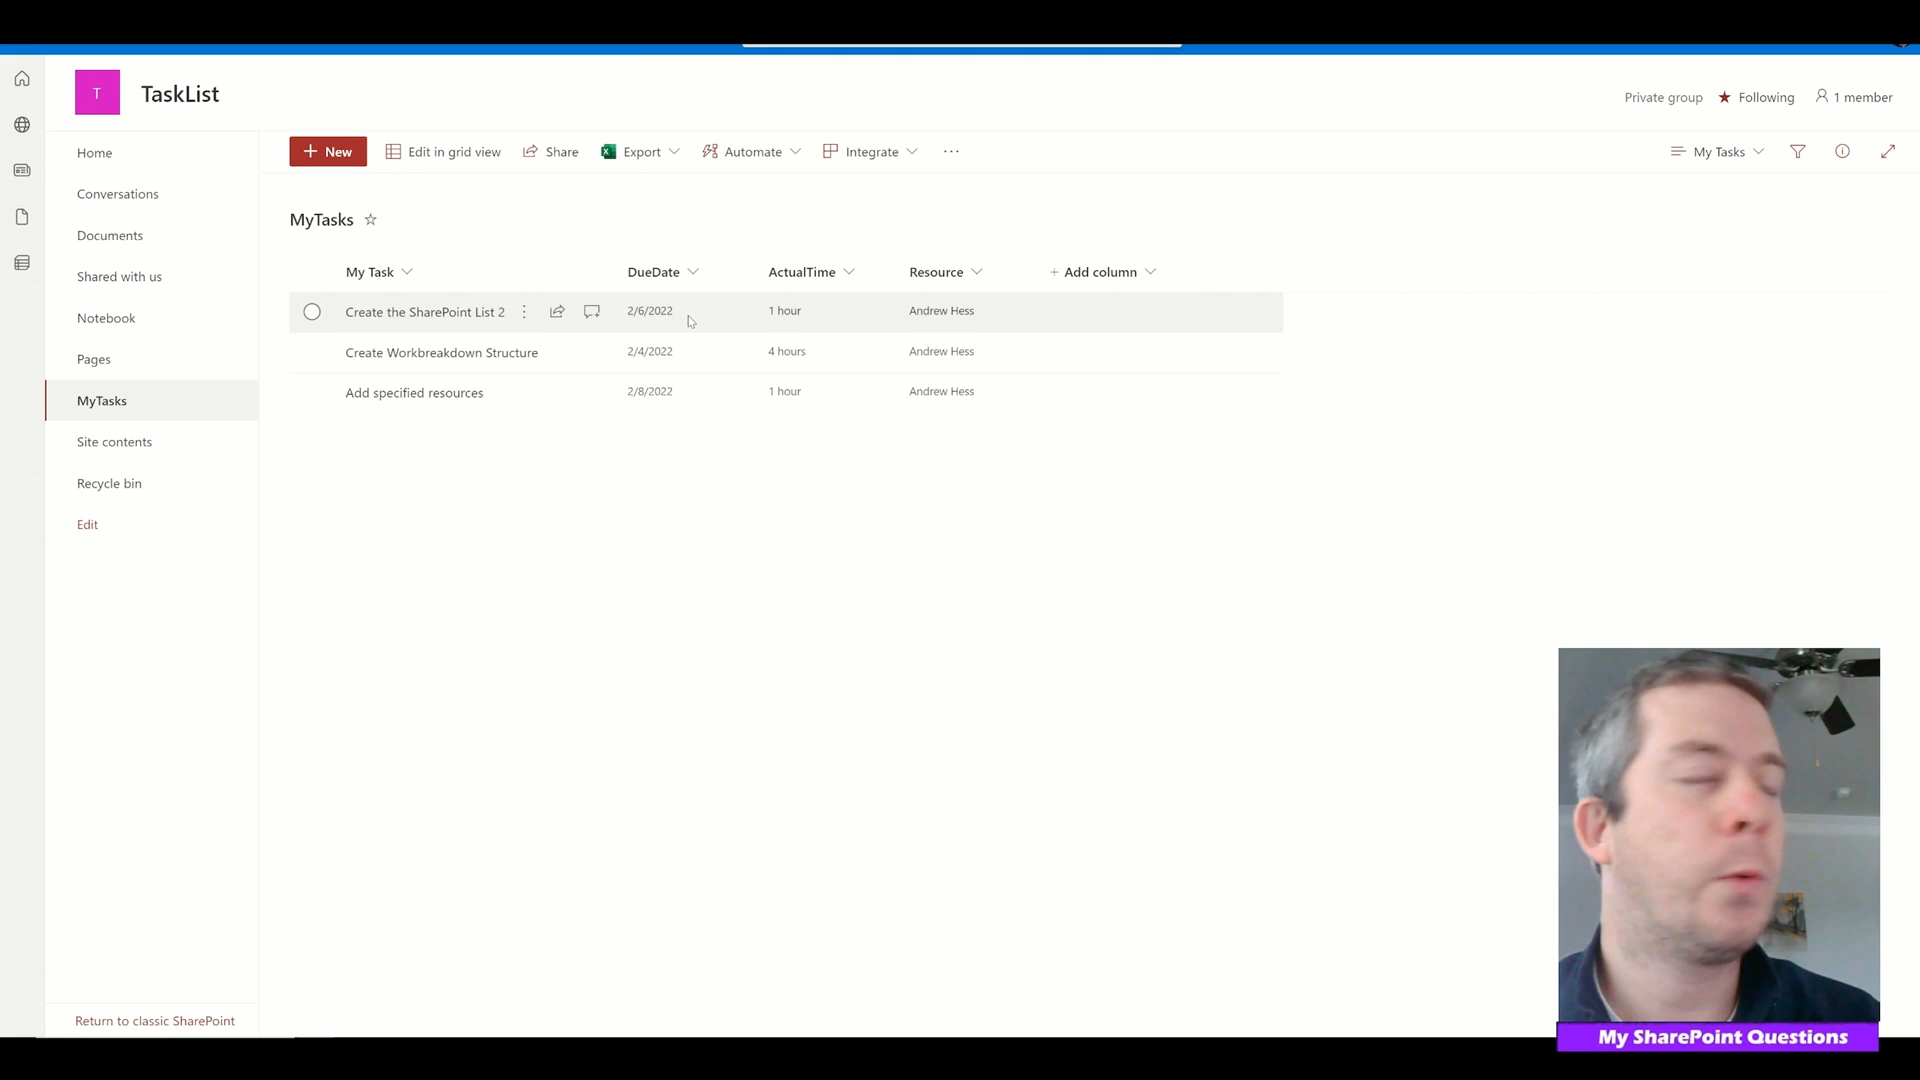 T
TaskList
Private group
Following
1 member
Home
Conversations
Documents
Shared with us
Notebook
Pages
MyTasks
Site contents
Recycle bin
Edit
Return to classic SharePoint
New
Edit in grid view
Share
Export
Automate
Integrate
My Tasks
MyTasks
My Task DueDate ActualTime Resource + Add column
Create the SharePoint List 2 2/6/2022 1 hour Andrew Hess
Create Workbreakdown Structure 2/4/2022 4 hours Andrew Hess
Add specified resources 2/8/2022 1 hour Andrew Hess
My SharePoint Questions